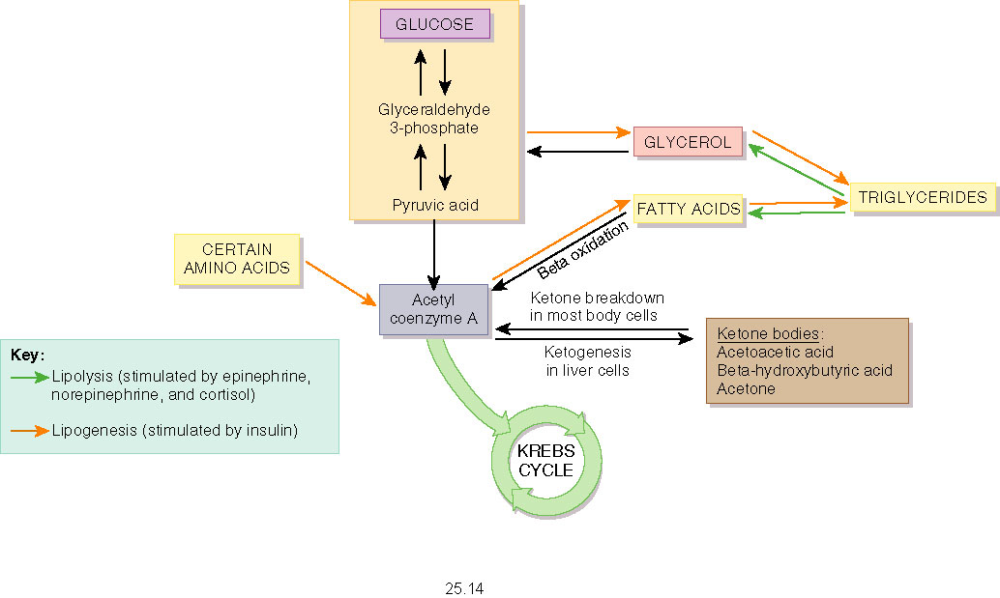 GLUCOSE
Glyceraldehyde
3-phosphate
Pyruvic acid
GLYCEROL
TRIGLYCERIDES
FATTY ACIDS
Beta oxidation
CERTAIN
AMINO ACIDS
Acetyl
coenzyme A
Ketone breakdown
in most body cells
Ketogenesis
in liver cells
Ketone bodies:
Acetoacetic acid
Beta-hydroxybutyric acid
Acetone
Key:
Lipolysis (stimulated by epinephrine,
norepinephrine, and cortisol)
Lipogenesis (stimulated by insulin)
KREBS
CYCLE
25.14